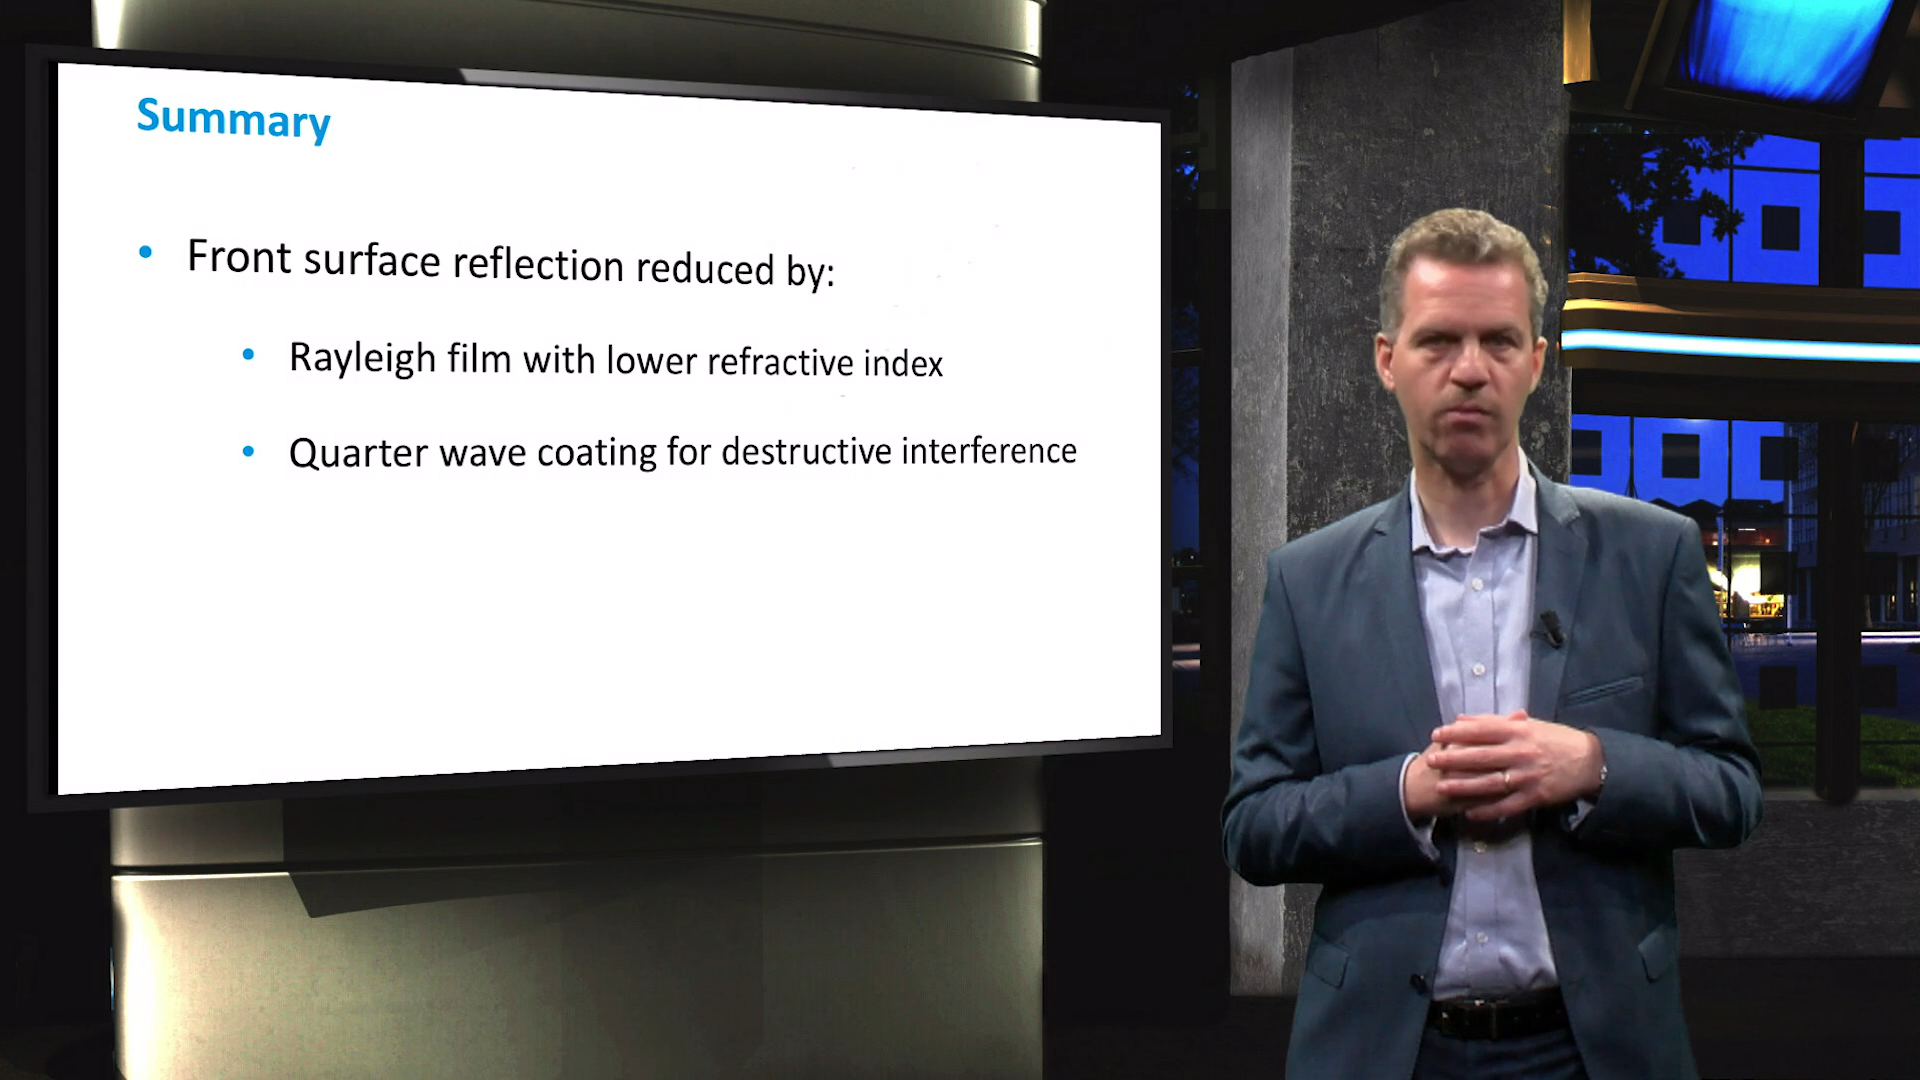 Summary
• Front surface reflection reduced by:
• Rayleigh film with lower refractive index
• Quarter wave coating for destructive interference